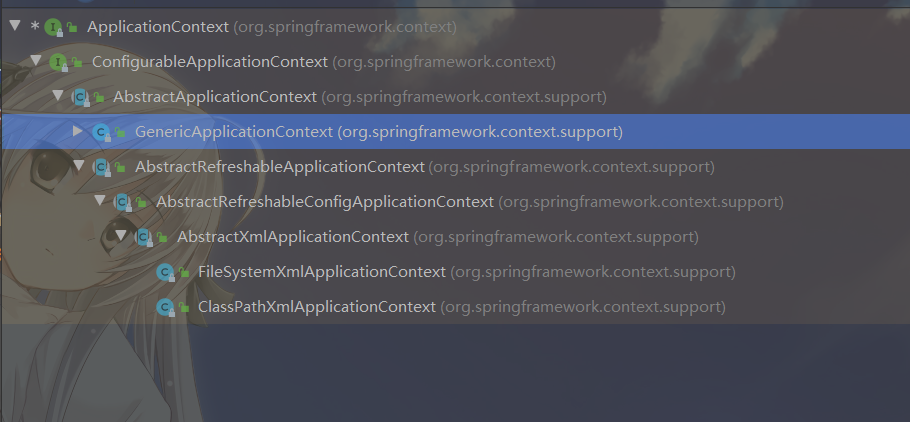 * I ApplicationContext (org.springframework.context)
I ConfigurableApplicationContext (org.springframework.context)
C AbstractApplicationContext (org.springframework.context.support)
C GenericApplicationContext (org.springframework.context.support)
C AbstractRefreshableApplicationContext (org.springframework.context.support)
C AbstractRefreshableConfigApplicationContext (org.springframework.context.support)
C AbstractXmlApplicationContext (org.springframework.context.support)
C FileSystemXmlApplicationContext (org.springframework.context.support)
C ClassPathXmlApplicationContext (org.springframework.context.support)